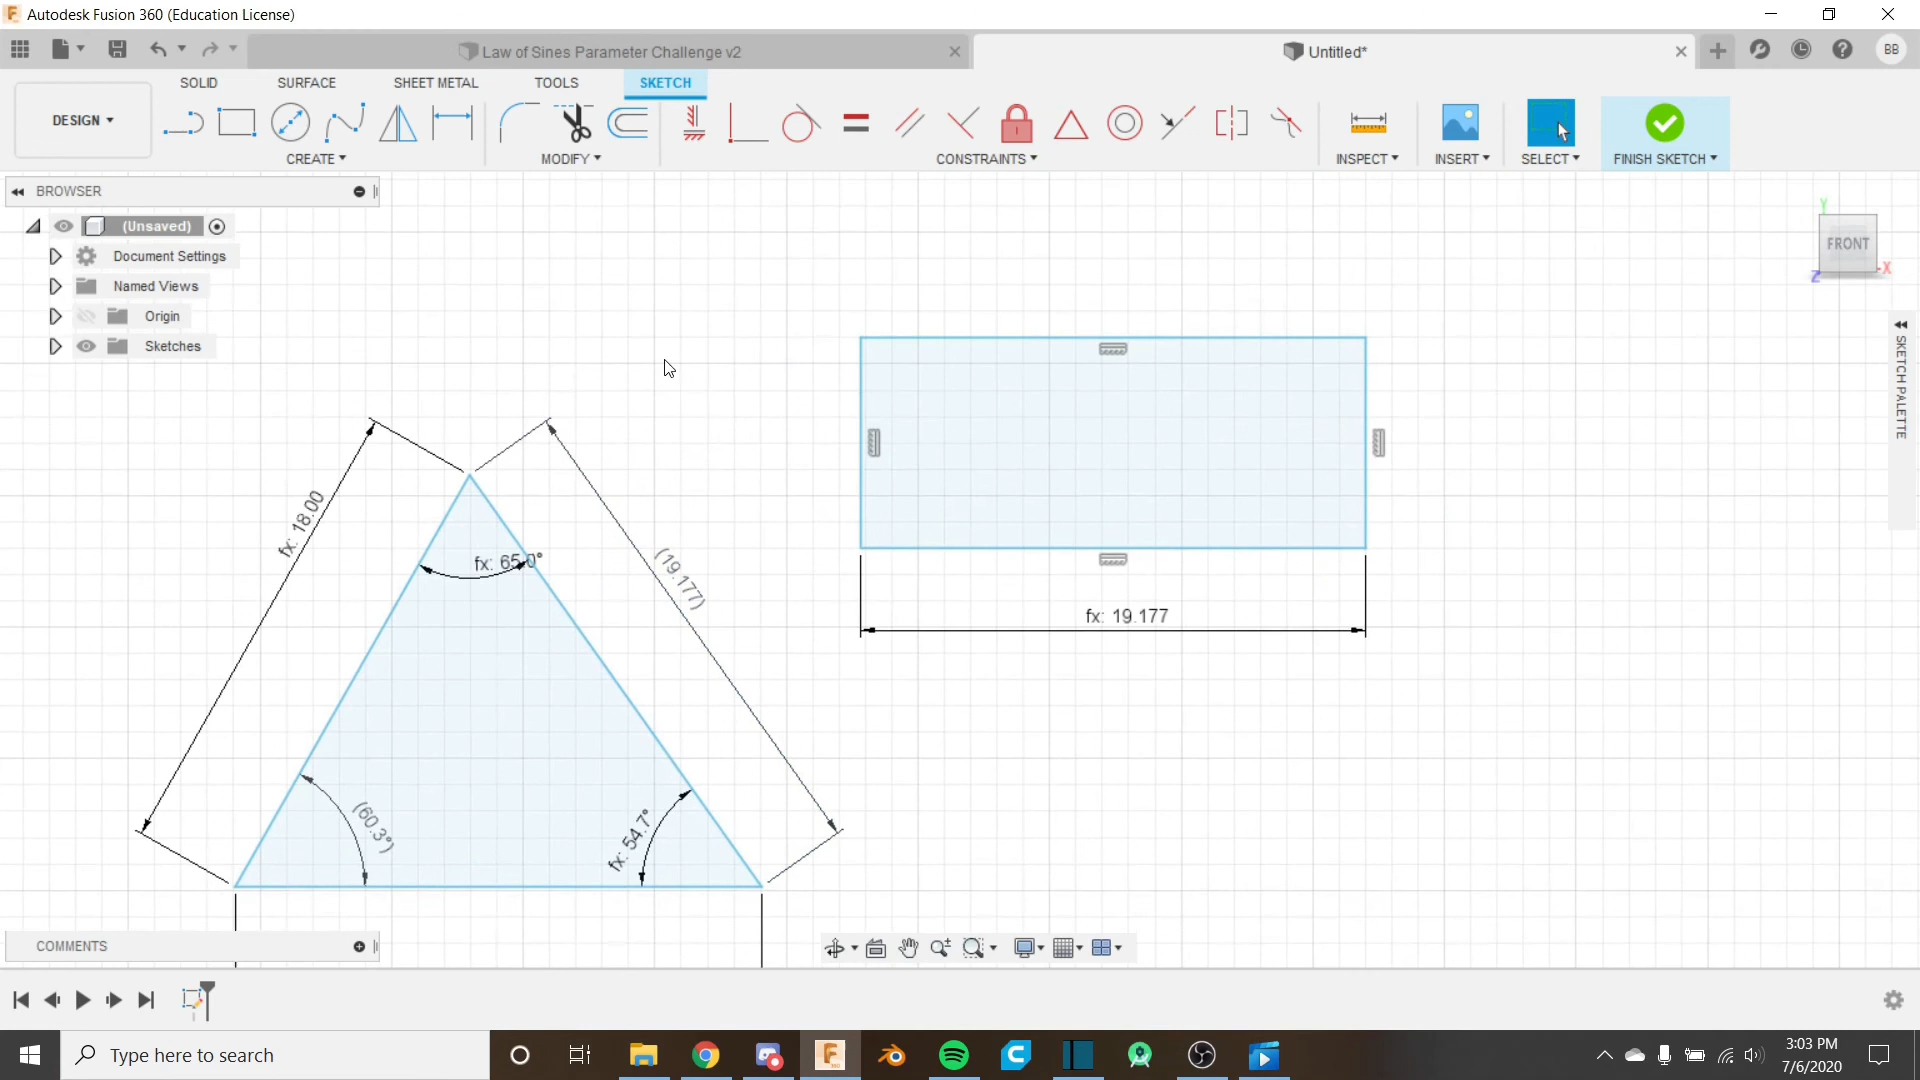 Autodesk Fusion 360 (Education License)
Law of Sines Parameter Challenge v2
Untitled*
BB
SOLID
SURFACE
SHEET METAL
TOOLS
SKETCH
DESIGN
CREATE
MODIFY
CONSTRAINTS
INSPECT
INSERT
SELECT
FINISH SKETCH
BROWSER
(Unsaved)
Document Settings
Named Views
Origin
Sketches
Y
FRONT
X
Z
SKETCH PALETTE
fx: 18.00
fx: 65.0°
(19.177)
fx: 19.177
(60.3°)
fx: 54.7°
COMMENTS
Type here to search
3:03 PM
7/6/2020